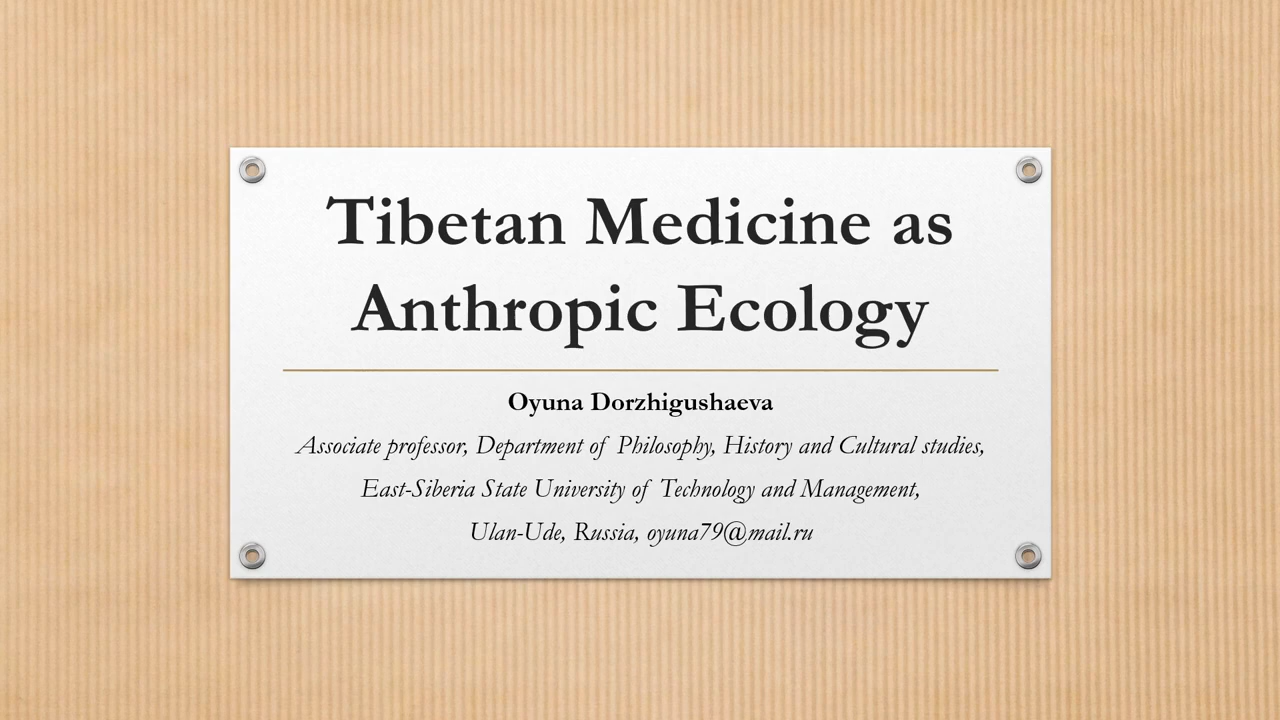 Tibetan Medicine as
Anthropic Ecology
Oyuna Dorzhigushaeva
Associate professor, Department of Philosophy, History and Cultural studies,
East-Siberia State University of Technology and Management,
Ulan-Ude, Russia, oyuna79@mail.ru